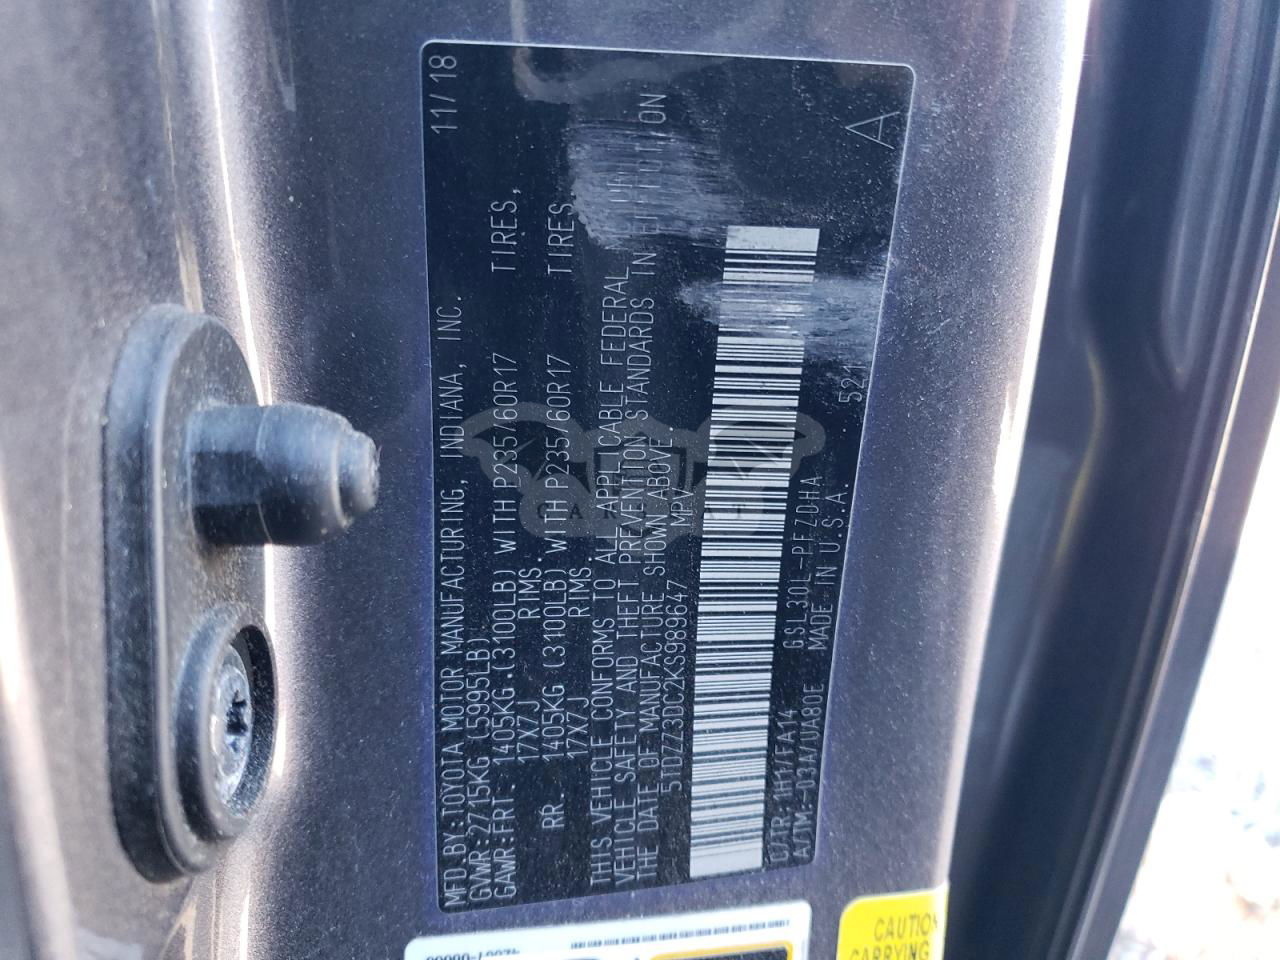 MFD.BY:TOYOTA MOTOR MANUFACTURING, INDIANA, INC. 11/18
GVWR:2715KG (5995LB)
GAWR:FRT. 1405KG.(3100LB) WITH P235/60R17 TIRES,
17X7J RIMS.
RR. 1405KG (3100LB) WITH P235/60R17 TIRES
17X7J RIMS.
THIS VEHICLE CONFORMS TO ALL APPLICABLE FEDERAL
VEHICLE SAFETY AND THEFT PREVENTION STANDARDS IN
THE DATE OF MANUFACTURE SHOWN ABOVE
5TDZZ3DC2KS989647 MPV
C/TR:1H1/FA14 GSL30L-PFZDHA
A/TM:-03A/UA80E MADE IN U.S.A. A
CAUTION
CARRYING